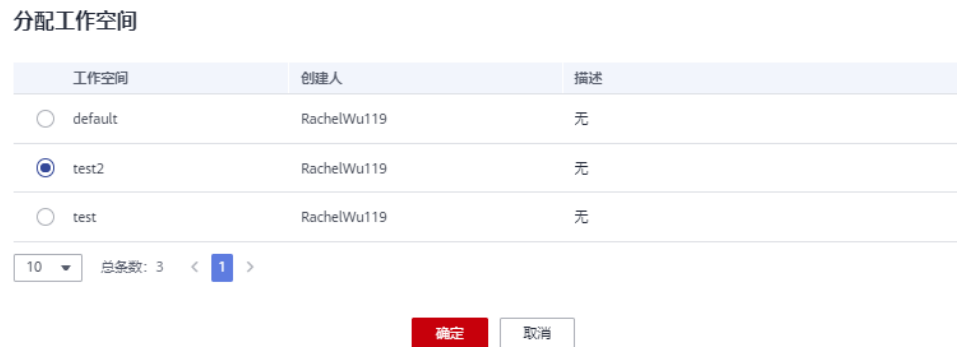 分配工作空间
工作空间 创建人 描述
default RachelWu119 无
test2 RachelWu119 无
test RachelWu119 无
10 总条数: 3 < 1 >
确定 取消